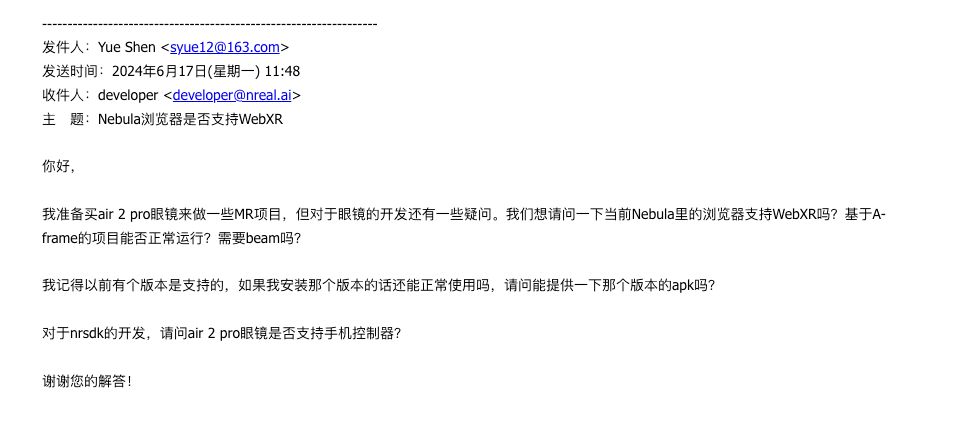 -----------------------------------------------------------------
发件人：Yue Shen <syue12@163.com>
发送时间：2024年6月17日(星期一) 11:48
收件人：developer <developer@nreal.ai>
主　题：Nebula浏览器是否支持WebXR
你好，
我准备买air 2 pro眼镜来做一些MR项目，但对于眼镜的开发还有一些疑问。我们想请问一下当前Nebula里的浏览器支持WebXR吗？基于A-
frame的项目能否正常运行？需要beam吗？
我记得以前有个版本是支持的，如果我安装那个版本的话还能正常使用吗，请问能提供一下那个版本的apk吗？
对于nrsdk的开发，请问air 2 pro眼镜是否支持手机控制器？
谢谢您的解答！